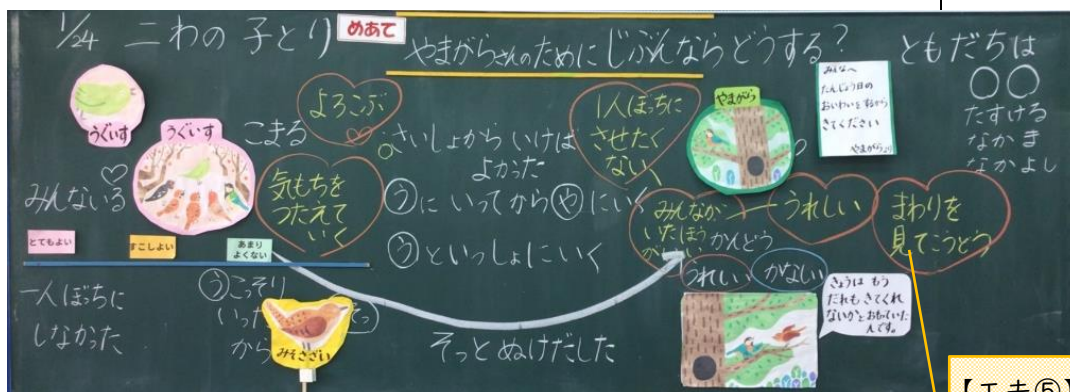 1/24 二わの子とり
めあて
やまがらさんのためにじぶんならどうする?
うぐいす
うぐいす
みんないる
こまる
よろこぶ
気もちを
つたえて
いく
とてもよい
すこしよい
あまり
よくない
一人ぼっちに
しなかった
う こそり
いった
から
みそさざい
さいしょからいけば
よかった
うにいってからやにいく
うといっしょにいく
そっとぬけだした
1人ぼっちに
させたく
ない
やまがら
みんなが
いたほう
が
かんどう
うれしい
うれしい
かない
まわりを
見てこうどう
みんなへ
たんじょう日の
おいわいをするから
きてください
やまがらより
きょうは もう
だれもきてくれ
ないかとおもっていた
んです。
ともだちは
〇〇
たすける
なかま
なかよし
【工夫⑤】